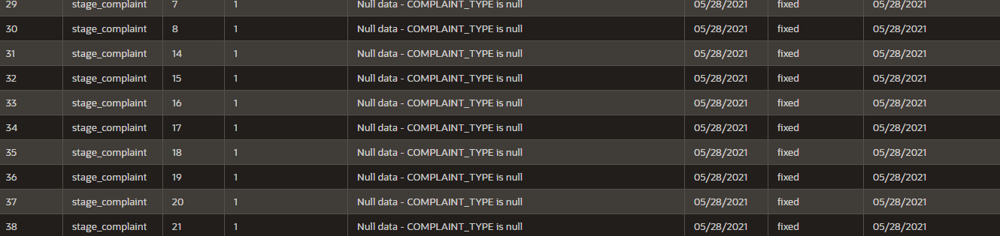 29 stage_complaint 7 1 Null data - COMPLAINT_TYPE is null 05/28/2021 fixed 05/28/2021
30 stage_complaint 8 1 Null data - COMPLAINT_TYPE is null 05/28/2021 fixed 05/28/2021
31 stage_complaint 14 1 Null data - COMPLAINT_TYPE is null 05/28/2021 fixed 05/28/2021
32 stage_complaint 15 1 Null data - COMPLAINT_TYPE is null 05/28/2021 fixed 05/28/2021
33 stage_complaint 16 1 Null data - COMPLAINT_TYPE is null 05/28/2021 fixed 05/28/2021
34 stage_complaint 17 1 Null data - COMPLAINT_TYPE is null 05/28/2021 fixed 05/28/2021
35 stage_complaint 18 1 Null data - COMPLAINT_TYPE is null 05/28/2021 fixed 05/28/2021
36 stage_complaint 19 1 Null data - COMPLAINT_TYPE is null 05/28/2021 fixed 05/28/2021
37 stage_complaint 20 1 Null data - COMPLAINT_TYPE is null 05/28/2021 fixed 05/28/2021
38 stage_complaint 21 1 Null data - COMPLAINT_TYPE is null 05/28/2021 fixed 05/28/2021